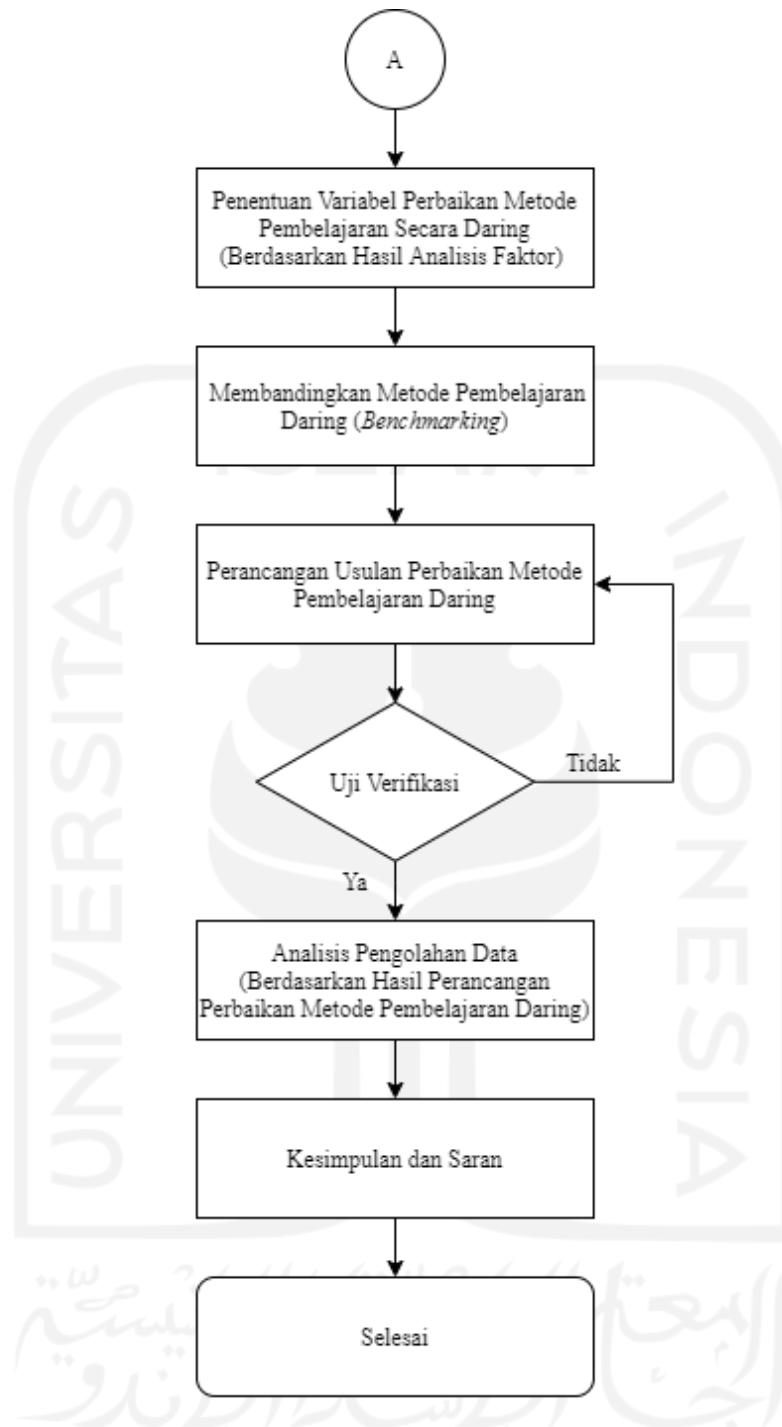 A
Penentuan Variabel Perbaikan Metode
Pembelajaran Secara Daring
(Berdasarkan Hasil Analisis Faktor)
Membandingkan Metode Pembelajaran
Daring (Benchmarking)
Perancangan Usulan Perbaikan Metode
Pembelajaran Daring
Uji Verifikasi
Tidak
Ya
Analisis Pengolahan Data
(Berdasarkan Hasil Perancangan
Perbaikan Metode Pembelajaran Daring)
Kesimpulan dan Saran
Selesai
UNIVERSITAS
INDONESIA